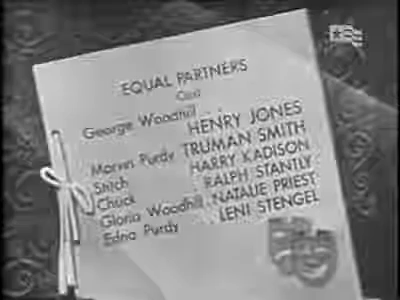 EQUAL PARTNERS
Cast
George Woodhill . . . HENRY JONES
Marvin Purdy TRUMAN SMITH
Stitch HARRY KADISON
Chuck RALPH STANTLY
Gloria Woodhill . NATALIE PRIEST
Edna Purdy LENI STENGEL